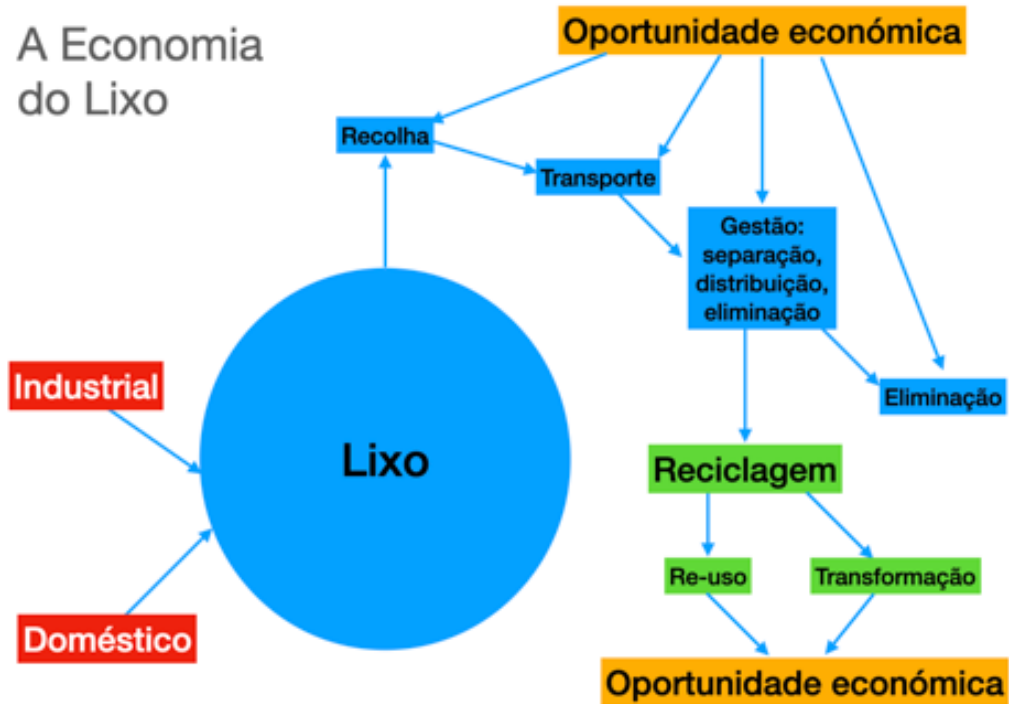 A Economia
do Lixo
Oportunidade económica
Recolha
Transporte
Gestão:
separação,
distribuição,
eliminação
Industrial
Eliminação
Lixo
Reciclagem
Re-uso
Transformação
Doméstico
Oportunidade económica